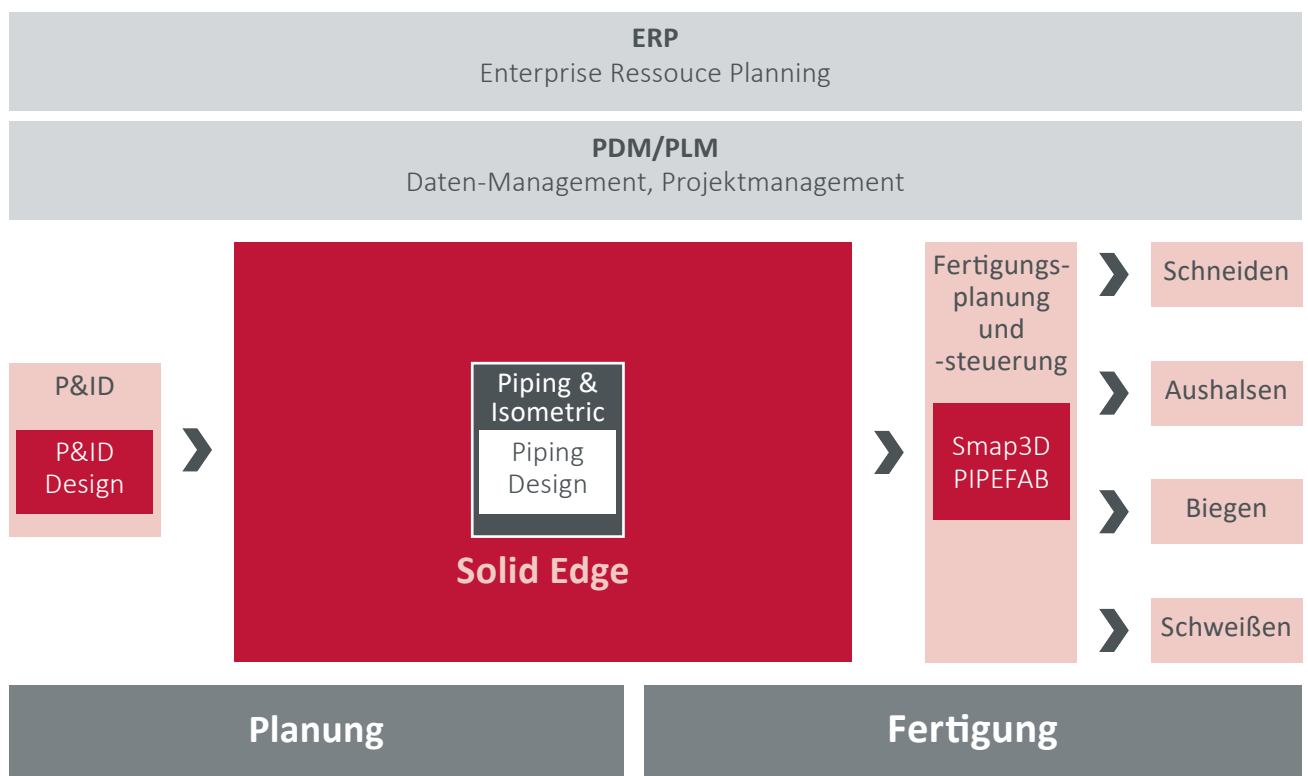 ERP
Enterprise Ressouce Planning
PDM/PLM
Daten-Management, Projektmanagement
P&ID
P&ID
Design
Piping &
Isometric
Piping
Design
Solid Edge
Fertigungs-
planung
und
-steuerung
Smap3D
PIPEFAB
Schneiden
Aushalsen
Biegen
Schweißen
Planung
Fertigung